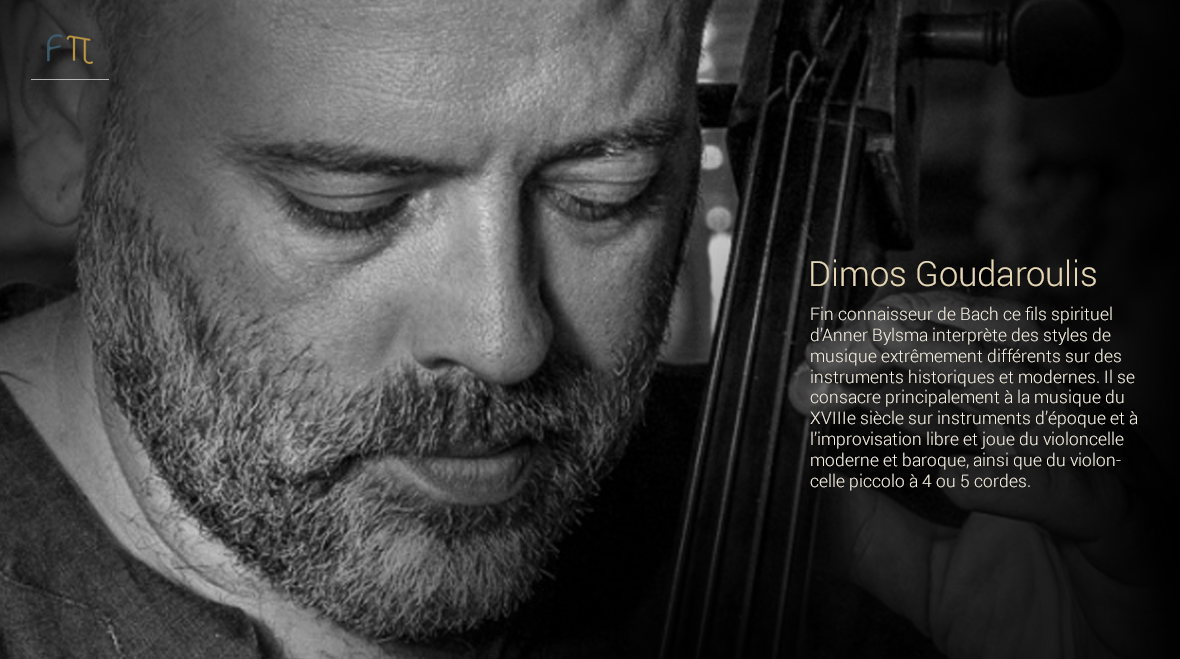 Fπ
Dimos Goudaroulis
Fin connaisseur de Bach ce fils spirituel
d'Anner Bylsma interprète des styles de
musique extrêmement différents sur des
instruments historiques et modernes. Il se
consacre principalement à la musique du
XVIIIe siècle sur instruments d'époque et à
l'improvisation libre et joue du violoncelle
moderne et baroque, ainsi que du violon-
celle piccolo à 4 ou 5 cordes.